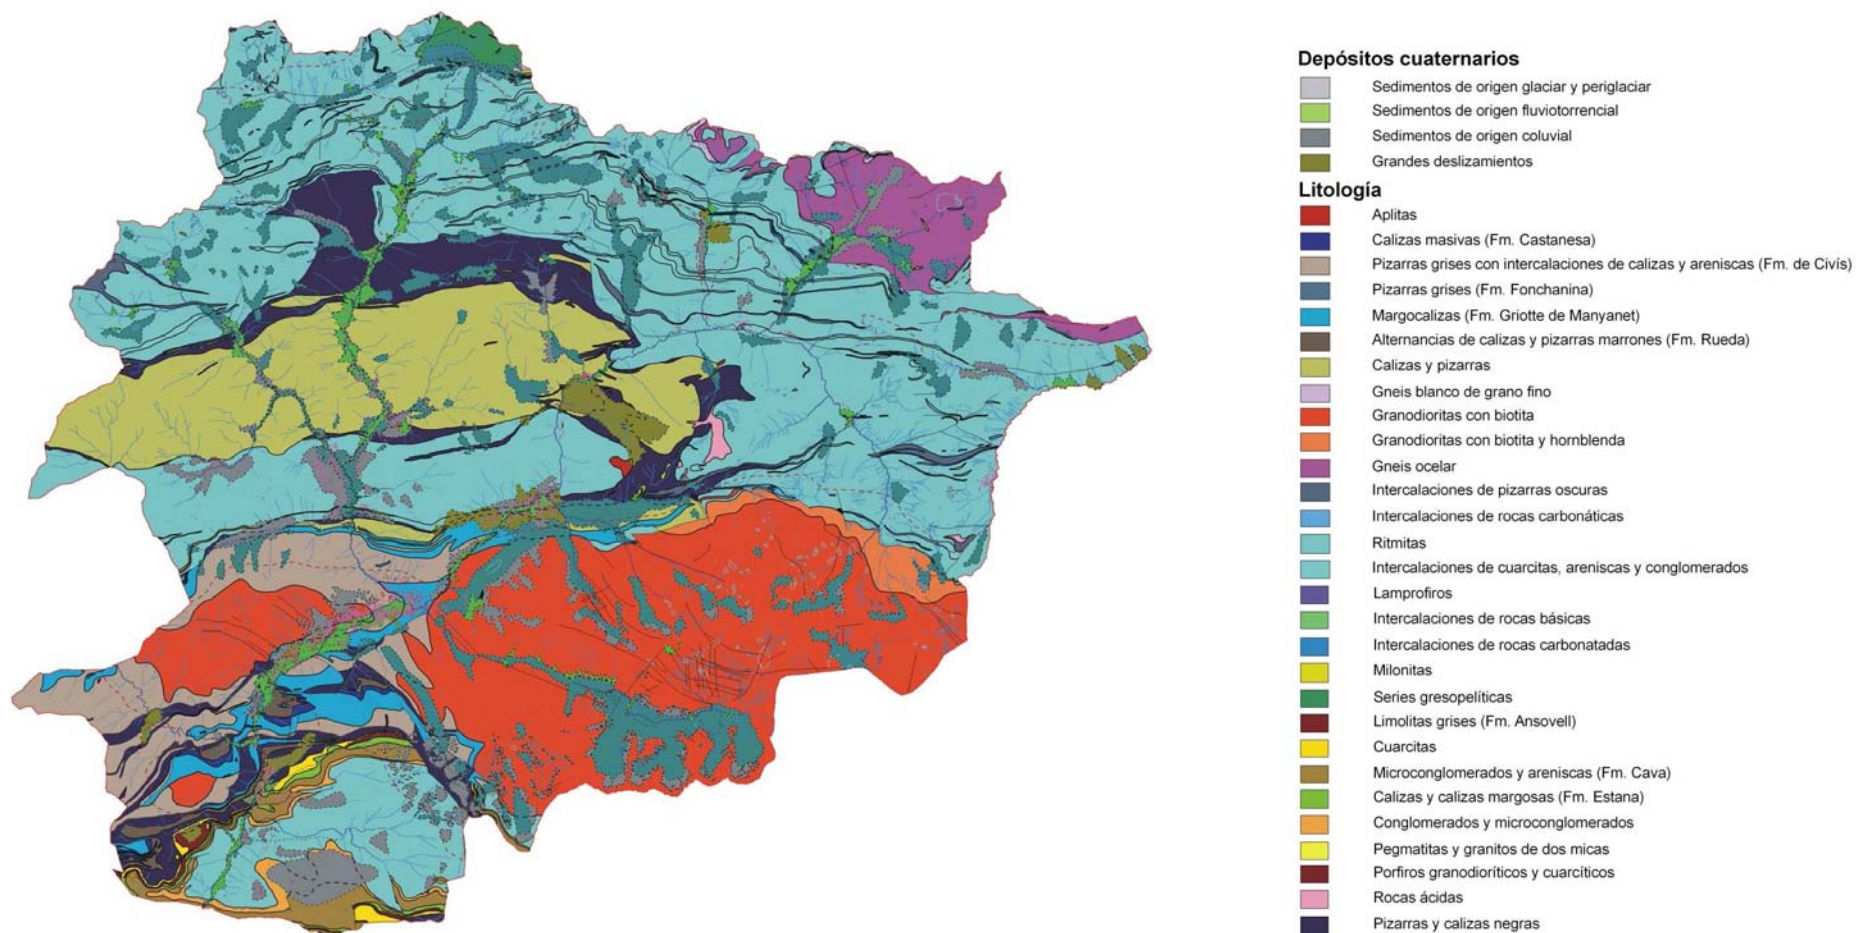 Depósitos cuaternarios
Sedimentos de origen glaciar y periglaciar
Sedimentos de origen fluviotorrencial
Sedimentos de origen coluvial
Grandes deslizamientos
Litología
Aplitas
Calizas masivas (Fm. Castanesa)
Pizarras grises con intercalaciones de calizas y areniscas (Fm. de Civís)
Pizarras grises (Fm. Fonchanina)
Margocalizas (Fm. Griotte de Manyanet)
Alternancias de calizas y pizarras marrones (Fm. Rueda)
Calizas y pizarras
Gneis blanco de grano fino
Granodioritas con biotita
Granodioritas con biotita y hornblenda
Gneis ocelar
Intercalaciones de pizarras oscuras
Intercalaciones de rocas carbonáticas
Ritmitas
Intercalaciones de cuarcitas, areniscas y conglomerados
Lamprofiros
Intercalaciones de rocas básicas
Intercalaciones de rocas carbonatadas
Milonitas
Series gresopelíticas
Limolitas grises (Fm. Ansovell)
Cuarcitas
Microconglomerados y areniscas (Fm. Cava)
Calizas y calizas margosas (Fm. Estana)
Conglomerados y microconglomerados
Pegmatitas y granitos de dos micas
Porfiros granodioríticos y cuarcíticos
Rocas ácidas
Pizarras y calizas negras